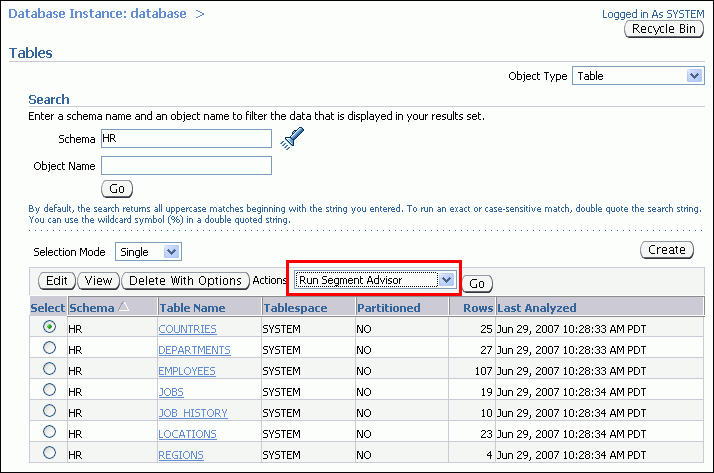 Database Instance: database >
Logged in As SYSTEM
Recycle Bin
Tables
Object Type Table
Search
Enter a schema name and an object name to filter the data that is displayed in your results set.
Schema HR
Object Name
Go
By default, the search returns all uppercase matches beginning with the string you entered. To run an exact or case-sensitive match, double quote the search string.
You can use the wildcard symbol (%) in a double quoted string.
Selection Mode Single
Create
Edit View Delete With Options Actions Run Segment Advisor Go
Select Schema Table Name Tablespace Partitioned Rows Last Analyzed
HR COUNTRIES SYSTEM NO 25 Jun 29, 2007 10:28:33 AM PDT
HR DEPARTMENTS SYSTEM NO 27 Jun 29, 2007 10:28:33 AM PDT
HR EMPLOYEES SYSTEM NO 107 Jun 29, 2007 10:28:33 AM PDT
HR JOBS SYSTEM NO 19 Jun 29, 2007 10:28:34 AM PDT
HR JOB_HISTORY SYSTEM NO 10 Jun 29, 2007 10:28:34 AM PDT
HR LOCATIONS SYSTEM NO 23 Jun 29, 2007 10:28:34 AM PDT
HR REGIONS SYSTEM NO 4 Jun 29, 2007 10:28:34 AM PDT